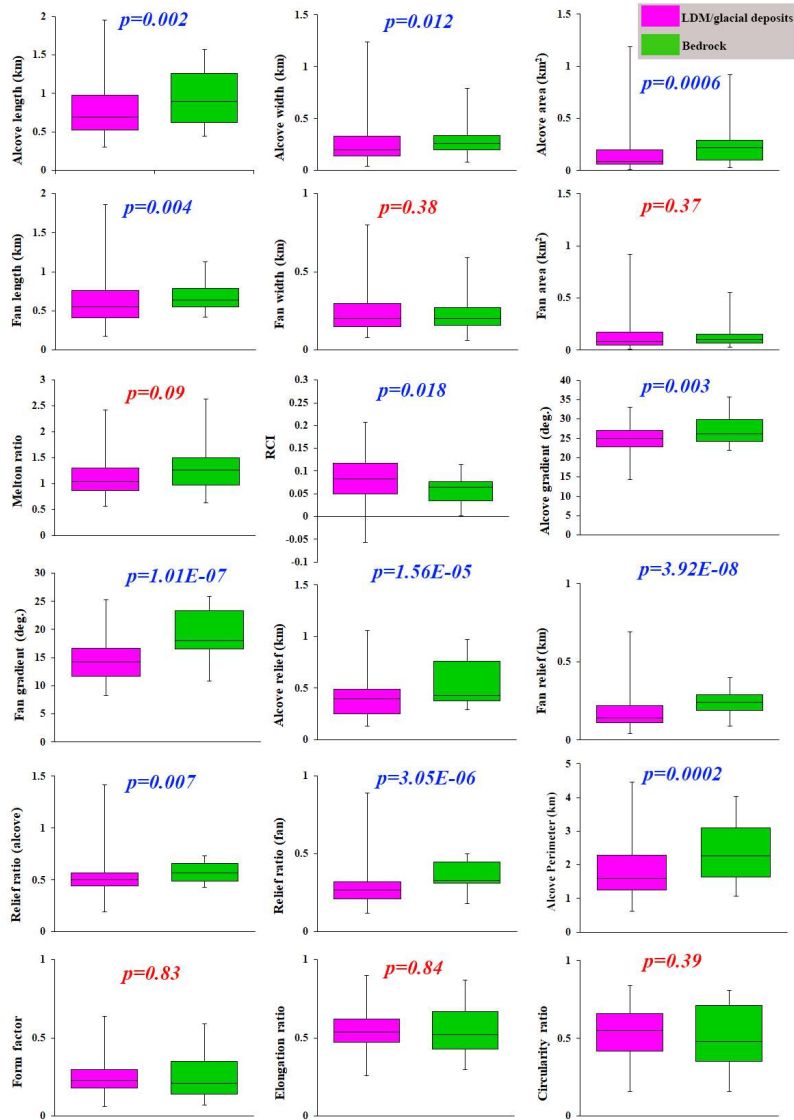 LDM/glacial deposits
Bedrock
Alcove length (km)
2
1.5
1
0.5
0
p=0.002
Alcove width (km)
1.5
1
0.5
0
p=0.012
Alcove area (km²)
1.5
1
0.5
0
p=0.0006
Fan length (km)
2
1.5
1
0.5
0
p=0.004
Fan width (km)
1
0.5
0
p=0.38
Fan area (km²)
1.5
1
0.5
0
p=0.37
Melton ratio
3
2.5
2
1.5
1
0.5
0
p=0.09
RCI
0.3
0.25
0.2
0.15
0.1
0.05
0
-0.05
-0.1
p=0.018
Alcove gradient (deg.)
40
35
30
25
20
15
10
5
0
p=0.003
Fan gradient (deg.)
30
25
20
15
10
5
0
p=1.01E-07
Alcove relief (km)
1.5
1
0.5
0
p=1.56E-05
Fan relief (km)
1
0.5
0
p=3.92E-08
Relief ratio (alcove)
1.5
1
0.5
0
p=0.007
Relief ratio (fan)
1
0.5
0
p=3.05E-06
Alcove Perimeter (km)
5
4
3
2
1
0
p=0.0002
Form factor
1
0.5
0
p=0.83
Elongation ratio
1
0.5
0
p=0.84
Circularity ratio
1
0.5
0
p=0.39